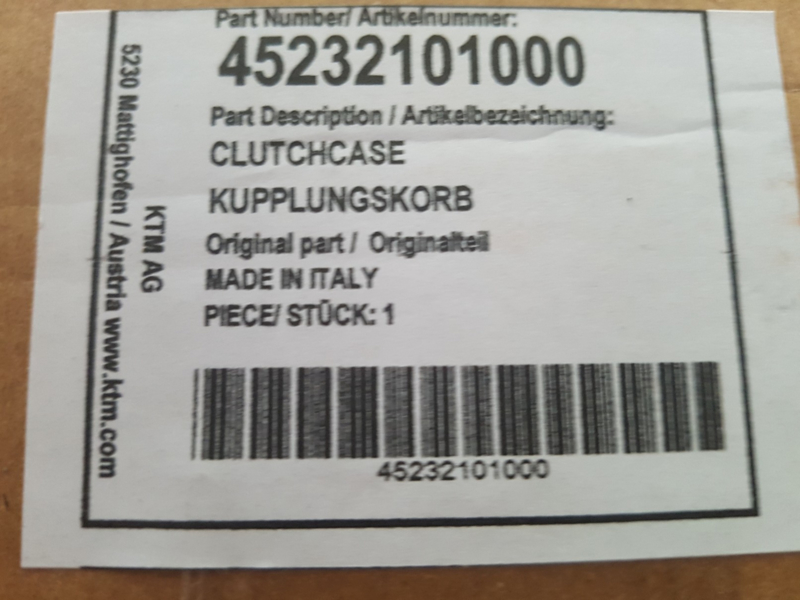 Part Number/ Artikelnummer:
45232101000
Part Description / Artikelbezeichnung:
CLUTCHCASE
KUPPLUNGSKORB
Original part / Originalteil
MADE IN ITALY
PIECE/ STÜCK: 1
45232101000
KTM AG
5230 Mattighofen / Austria www.ktm.com